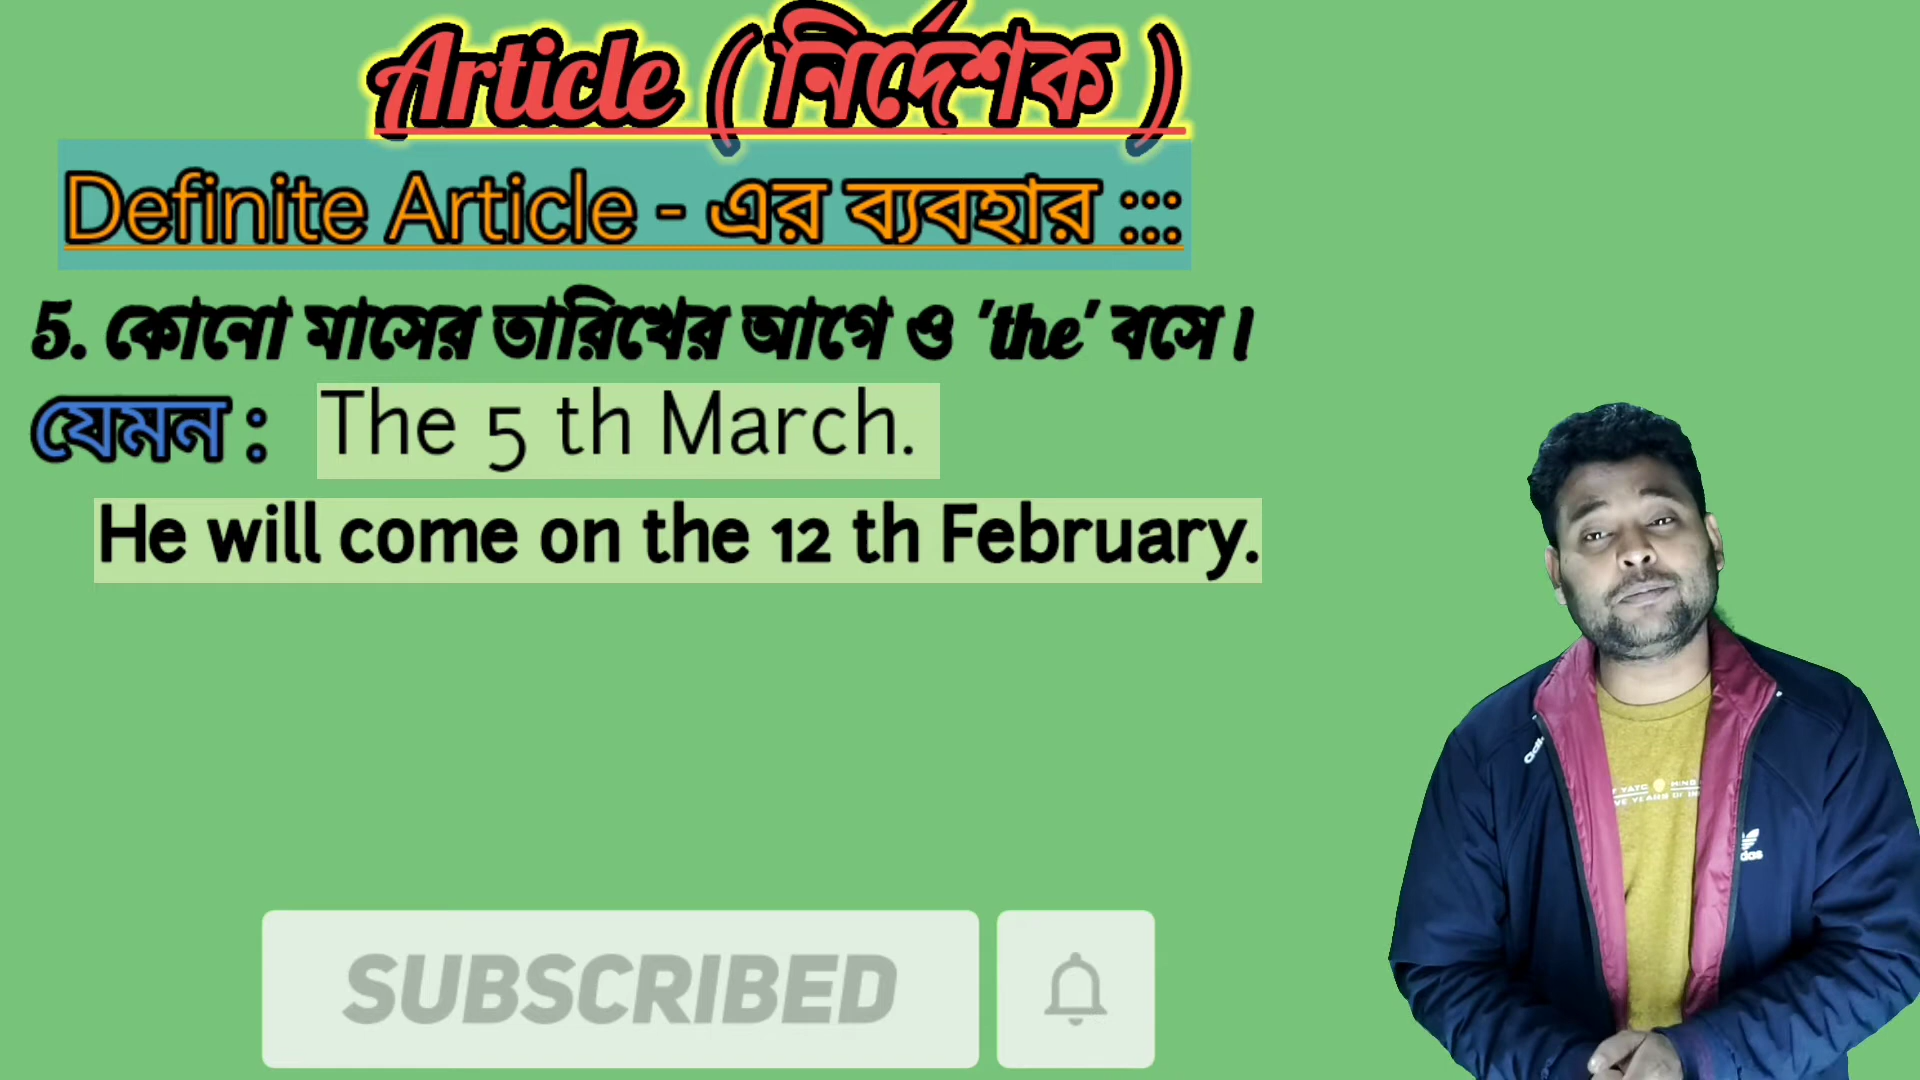 Article ( নির্দেশক )
Definite Article - এর ব্যবহার :::
5. কোনো মাসের তারিখের আগে ও 'the' বসে।
যেমন : The 5 th March.
He will come on the 12 th February.
SUBSCRIBED